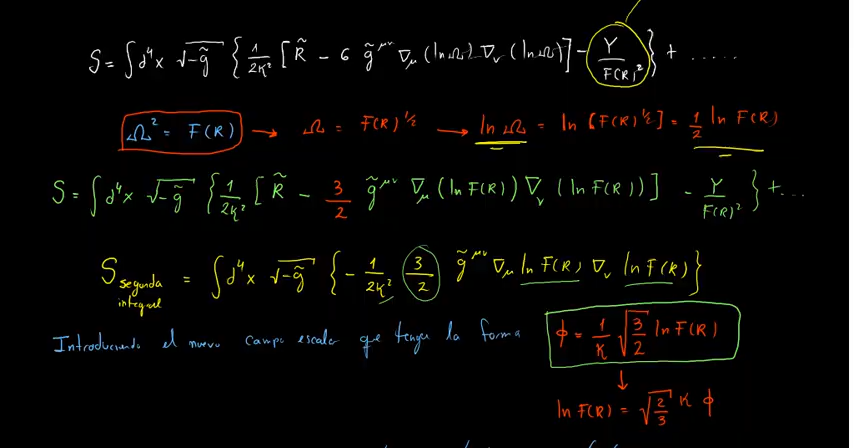 S = ∫d⁴x √-g̃ { 1/2κ² [ R̃ - 6 g̃^μν ∇_μ (ln Ω) ∇_ν (ln Ω) ] - Y/F(R)² } + .....
Ω² = F(R) → Ω = F(R)^1/2 → ln Ω = ln [F(R)^1/2] = 1/2 ln F(R)
S = ∫d⁴x √-g̃ { 1/2κ² [ R̃ - 3/2 g̃^μν ∇_μ (ln F(R)) ∇_ν (ln F(R)) ] - Y/F(R)² } + ...
S segunda integral = ∫d⁴x √-g̃ { - 1/2κ² 3/2 g̃^μν ∇_μ ln F(R) ∇_ν ln F(R) }
Introduciendo el nuevo campo escalar que tenga la forma ϕ = 1/κ √3/2 ln F(R)
↓
ln F(R) = √2/3 κ ϕ